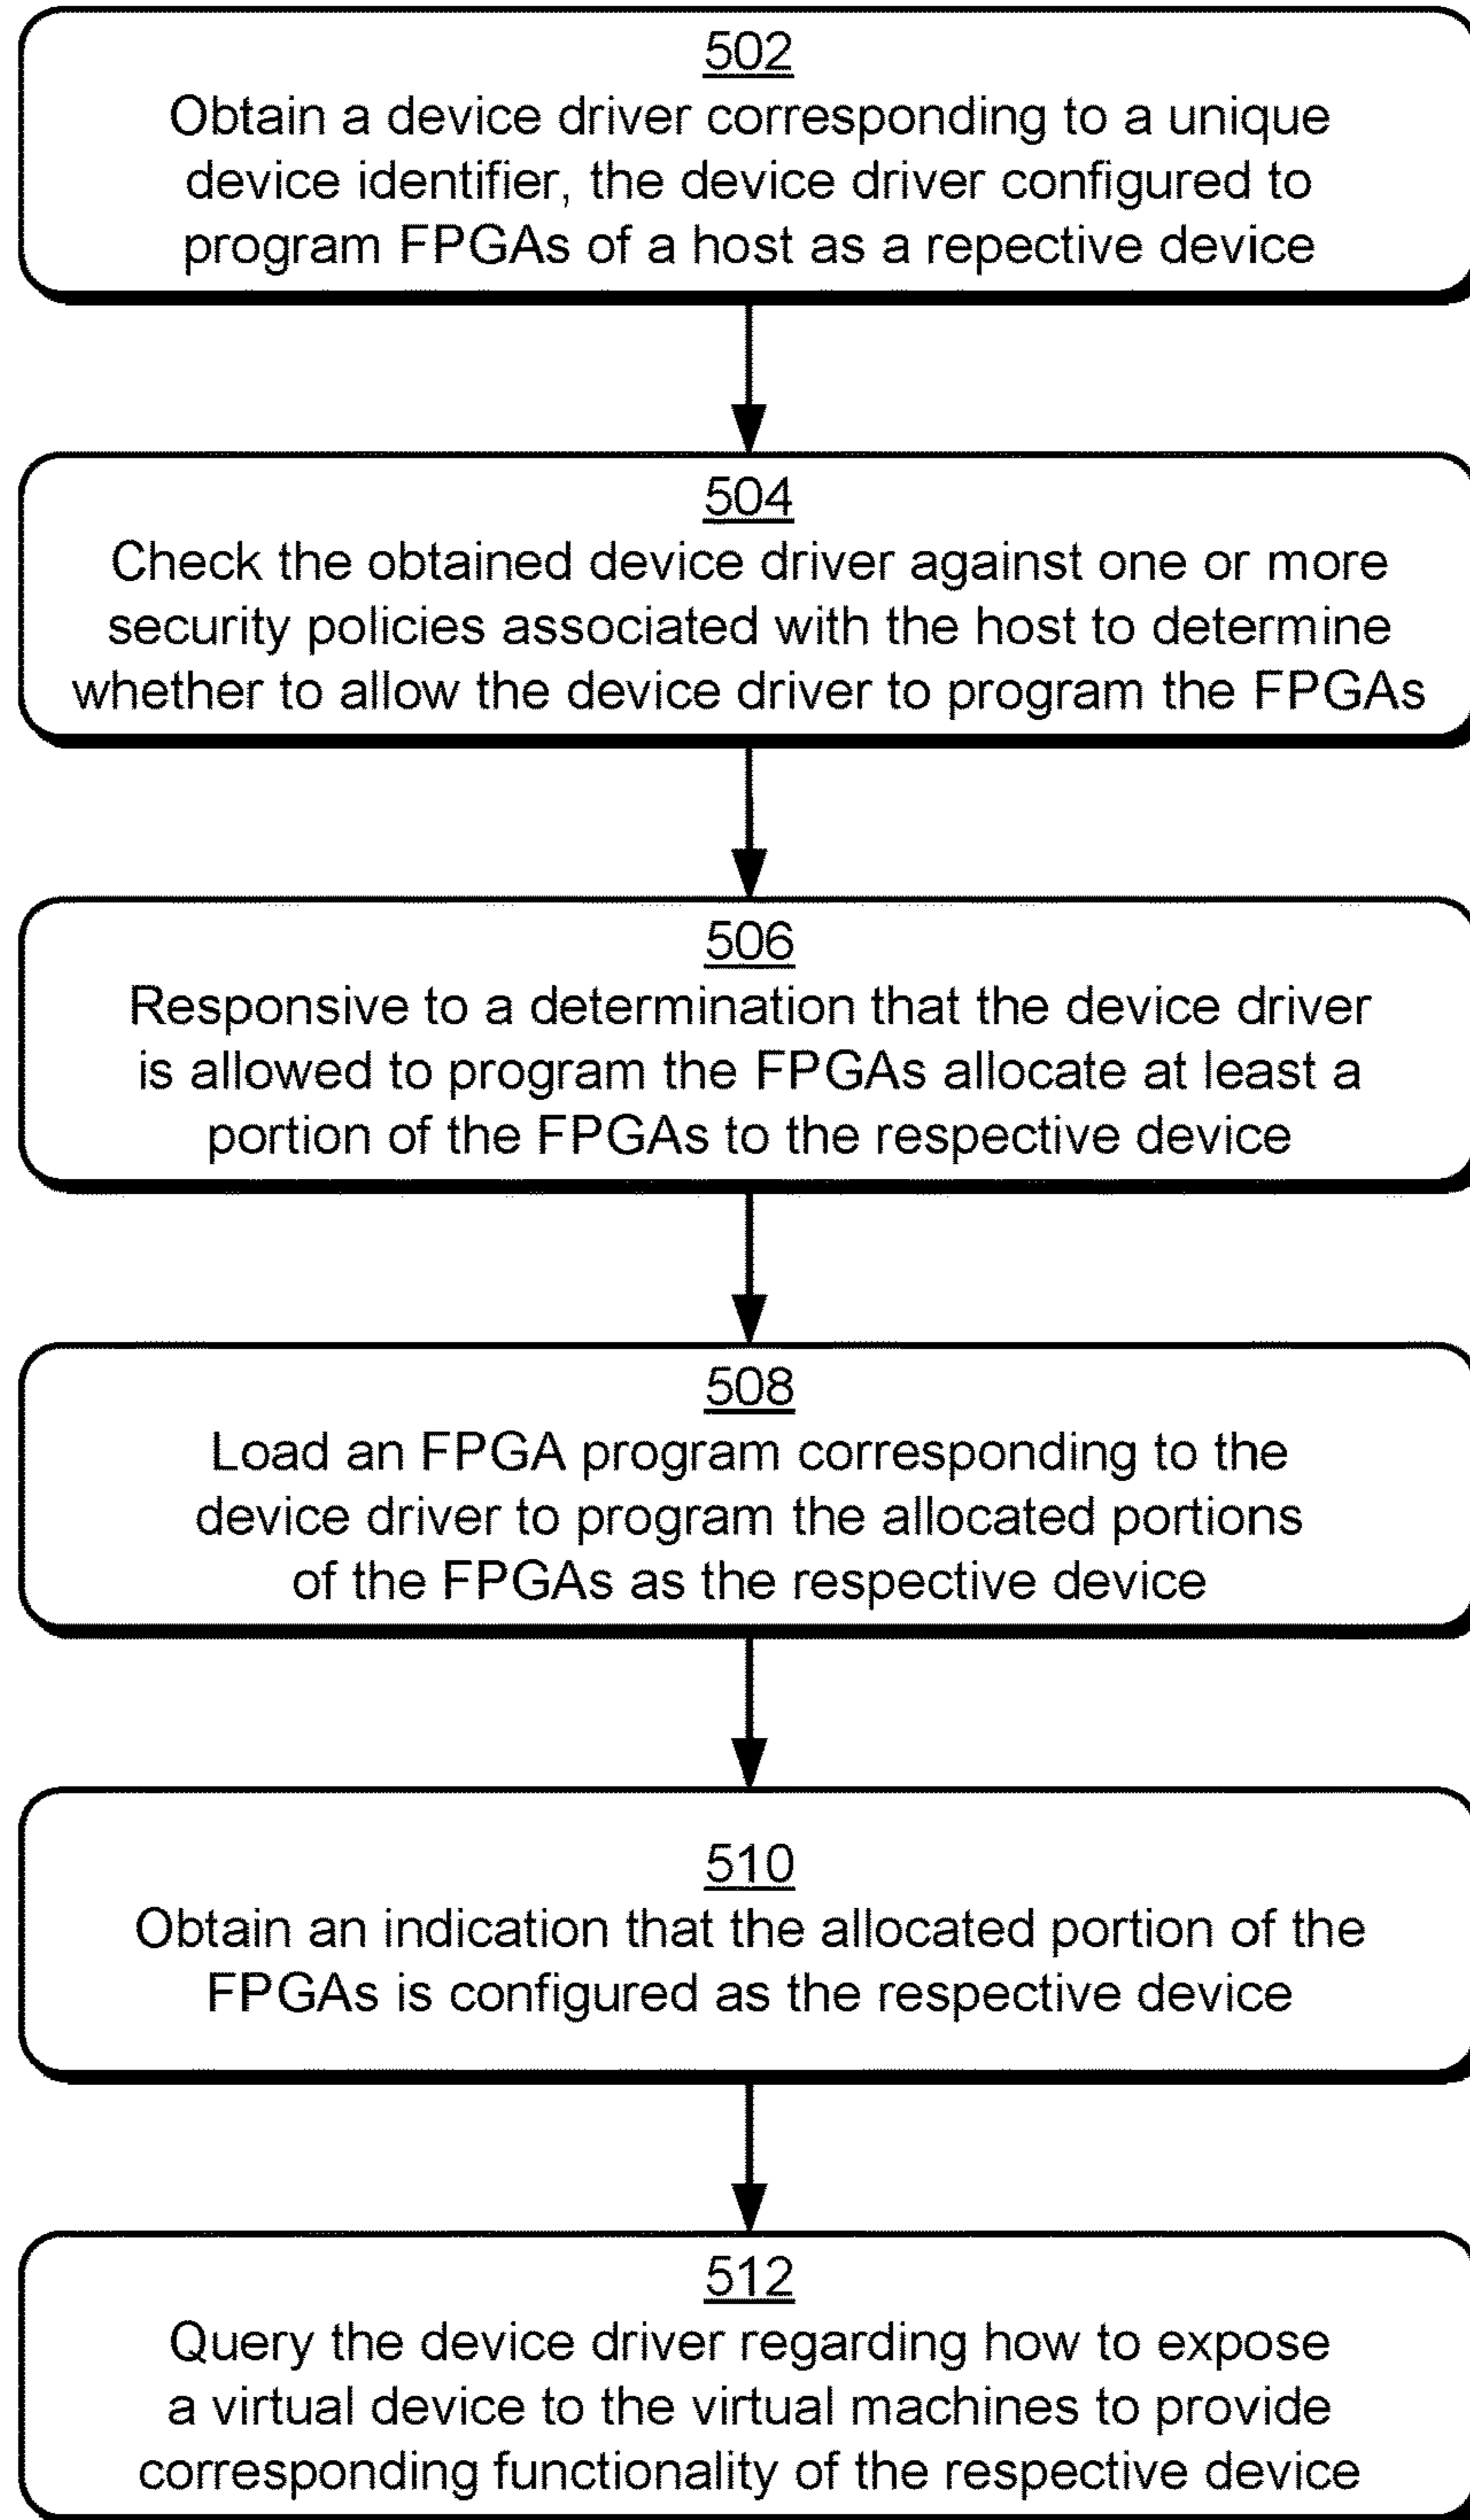 502
Obtain a device driver corresponding to a unique
device identifier, the device driver configured to
program FPGAs of a host as a repective device
504
Check the obtained device driver against one or more
security policies associated with the host to determine
whether to allow the device driver to program the FPGAs
506
Responsive to a determination that the device driver
is allowed to program the FPGAs allocate at least a
portion of the FPGAs to the respective device
508
Load an FPGA program corresponding to the
device driver to program the allocated portions
of the FPGAs as the respective device
510
Obtain an indication that the allocated portion of the
FPGAs is configured as the respective device
512
Query the device driver regarding how to expose
a virtual device to the virtual machines to provide
corresponding functionality of the respective device